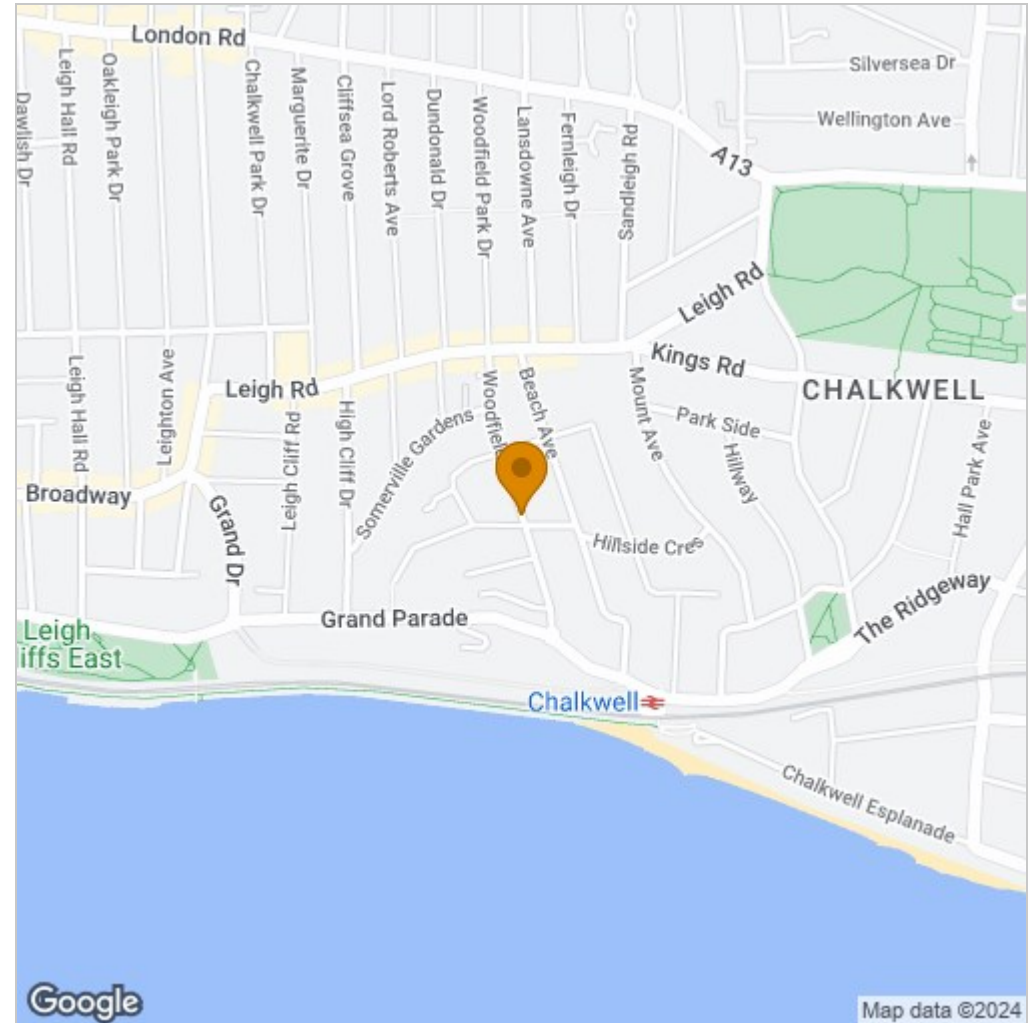 London Rd
Silversea Dr
Wellington Ave
A13
Dawlish Dr
Leigh Hall Rd
Oakleigh Park Dr
Chalkwell Park Dr
Marguerite Dr
Cliffsea Grove
Lord Roberts Ave
Dundonald Dr
Woodfield Park Dr
Lansdowne Ave
Fernleigh Dr
Sandleigh Rd
Leigh Rd
Kings Rd
CHALKWELL
Leighton Ave
Leigh Hall Rd
Leigh Rd
Leigh Cliff Rd
High Cliff Dr
Somerville Gardens
Woodfield
Beach Ave
Mount Ave
Park Side
Hillway
Hall Park Ave
Broadway
Grand Dr
Hillside Cres
The Ridgeway
Grand Parade
Leigh
iffs East
Chalkwell
Chalkwell Esplanade
Google
Map data ©2024